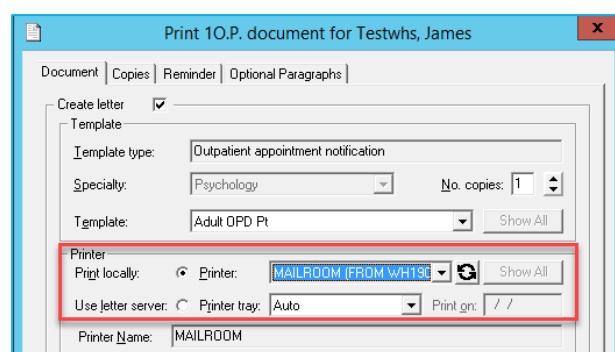 Print 1O.P. document for Testwhs, James x
Document Copies Reminder Optional Paragraphs
Create letter
Template
Template type: Outpatient appointment notification
Specialty: Psychology No. copies: 1
Template: Adult OPD Pt Show All
Printer
Print locally: Printer: MAILROOM (FROM WH190 Show All
Use letter server: Printer tray: Auto Print on: / /
Printer Name: MAILROOM